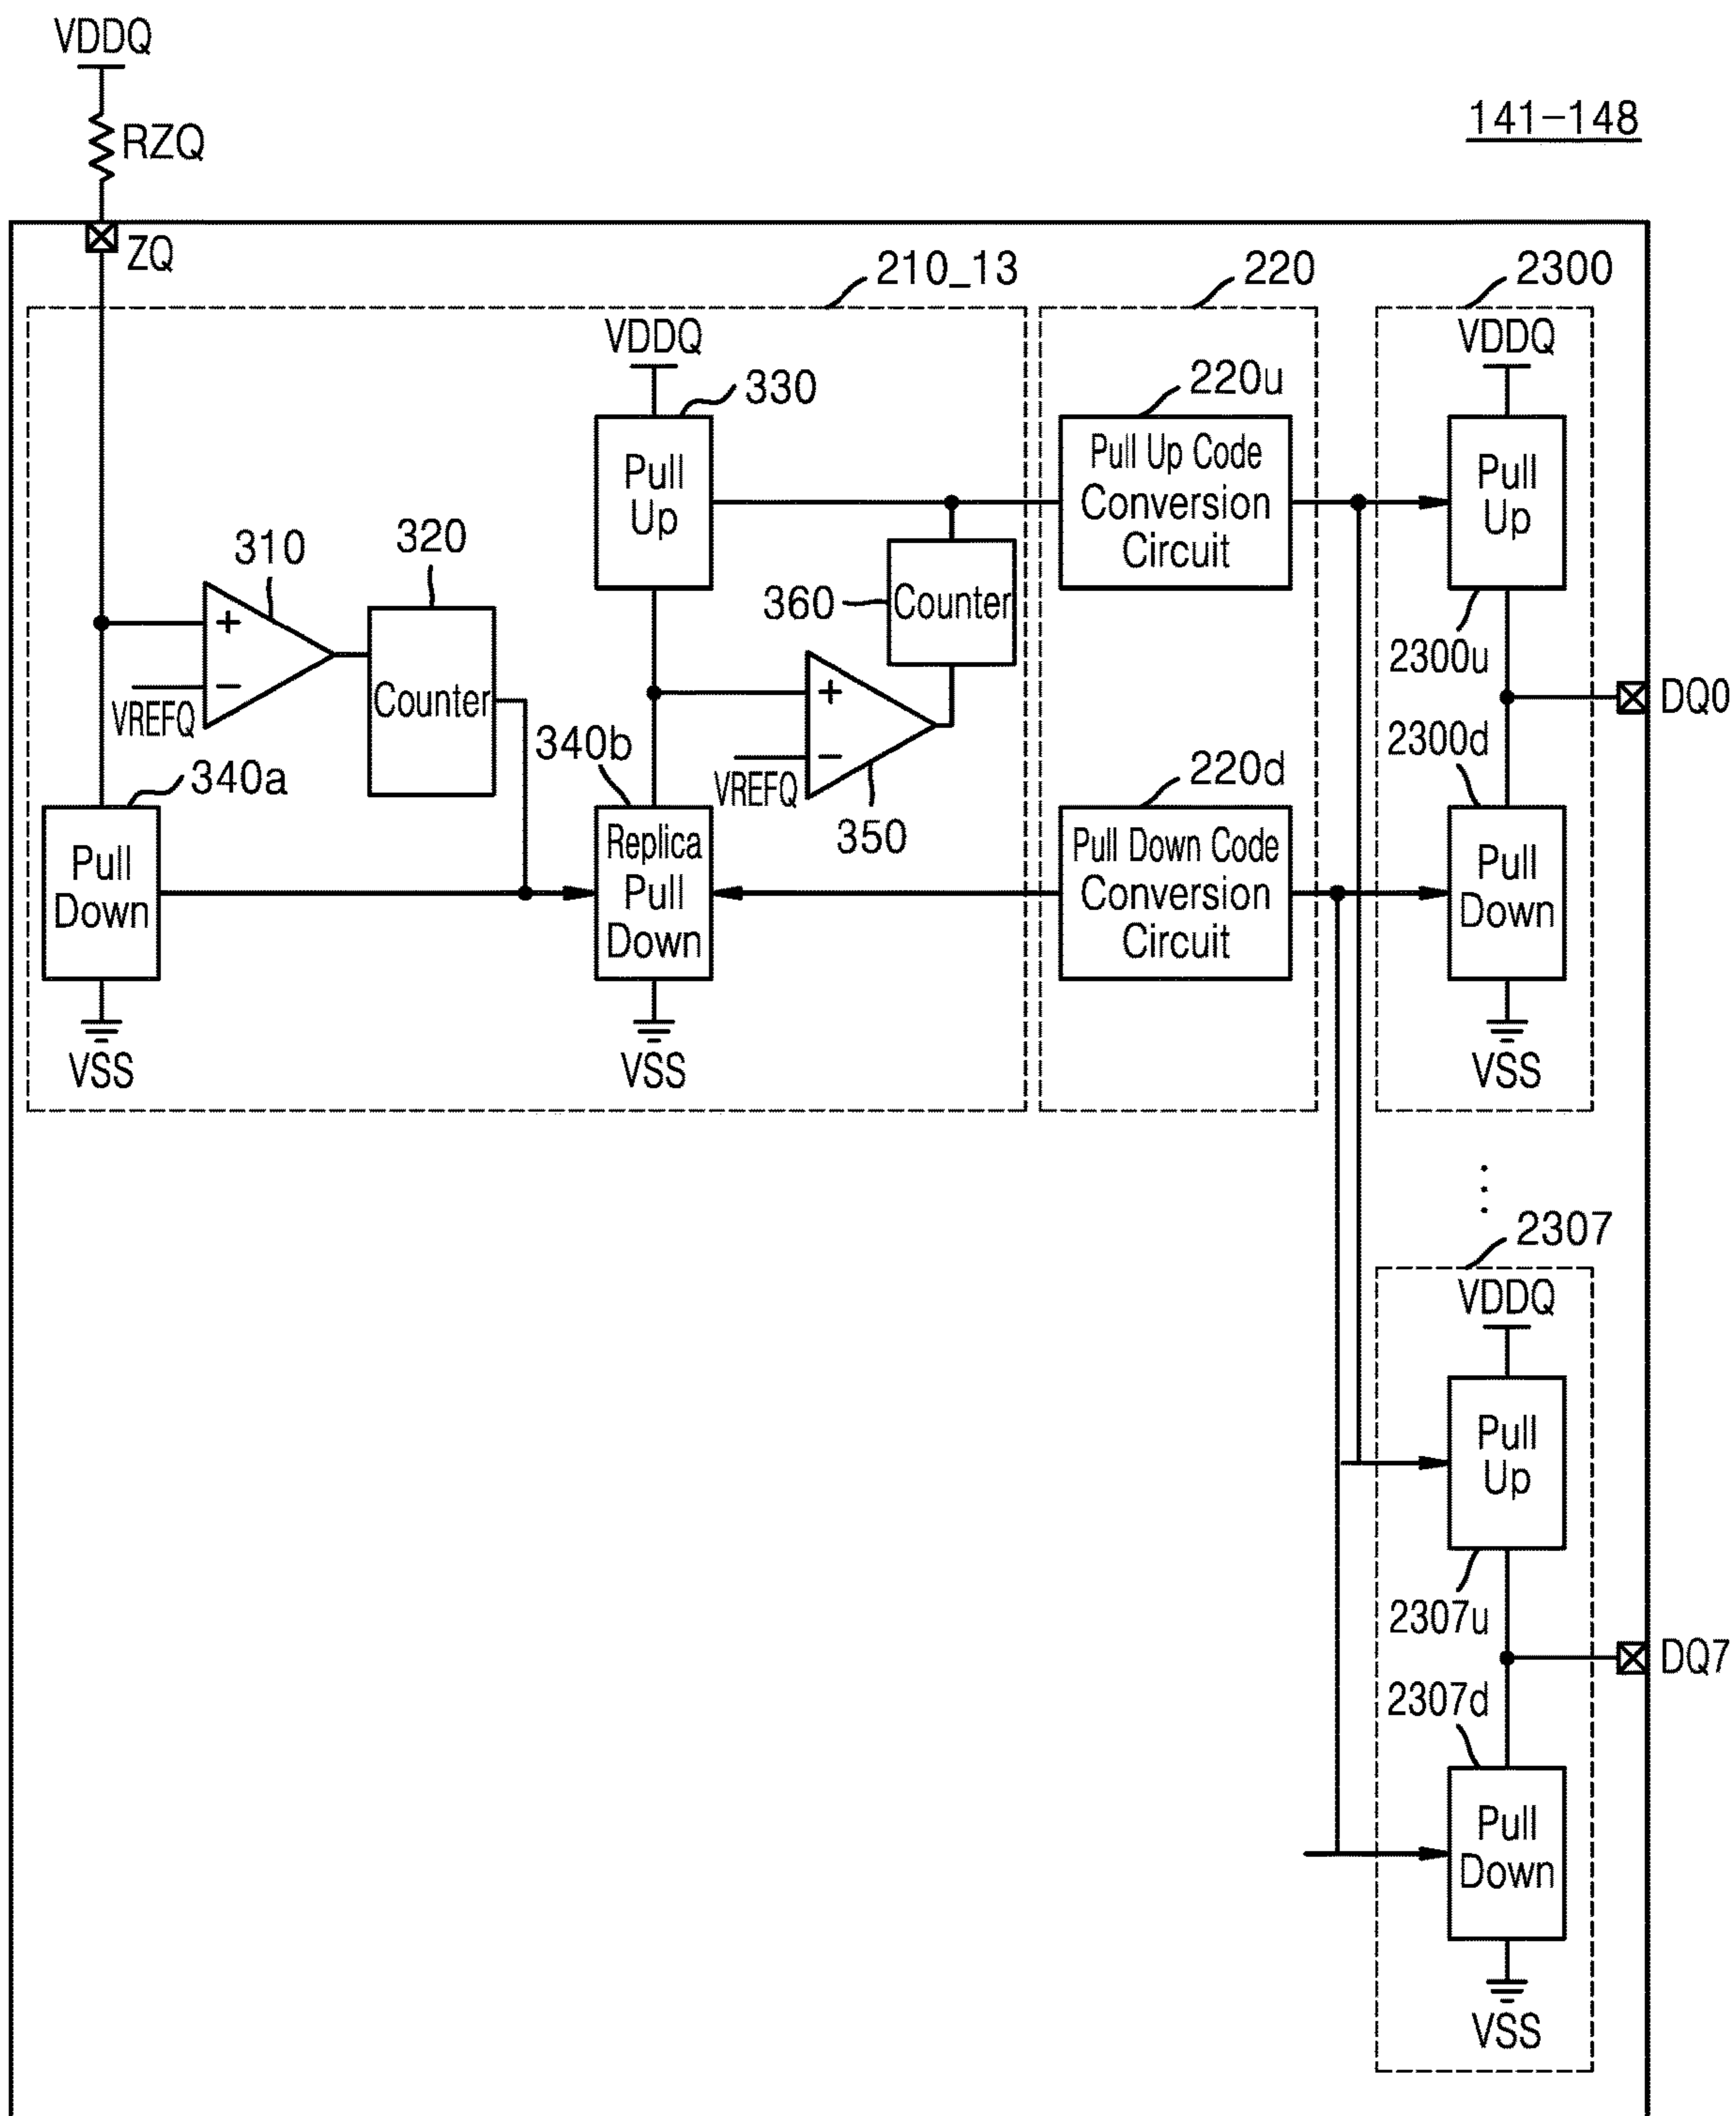 VDDQ
RZQ
141-148
ZQ
210_13
220
2300
VDDQ
VDDQ
330
220u
Pull
Up
Pull Up Code
Conversion
Circuit
Pull
Up
310
320
360
Counter
+
−
VREFQ
Counter
2300u
+
−
VREFQ
DQ0
340a
340b
350
220d
2300d
Pull
Down
Replica
Pull
Down
Pull Down Code
Conversion
Circuit
Pull
Down
VSS
VSS
VSS
2307
VDDQ
Pull
Up
2307u
DQ7
2307d
Pull
Down
VSS